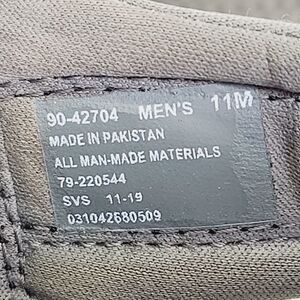 90-42704 MEN'S 11M
MADE IN PAKISTAN
ALL MAN-MADE MATERIALS
79-220544
SVS 11-19
031042680509